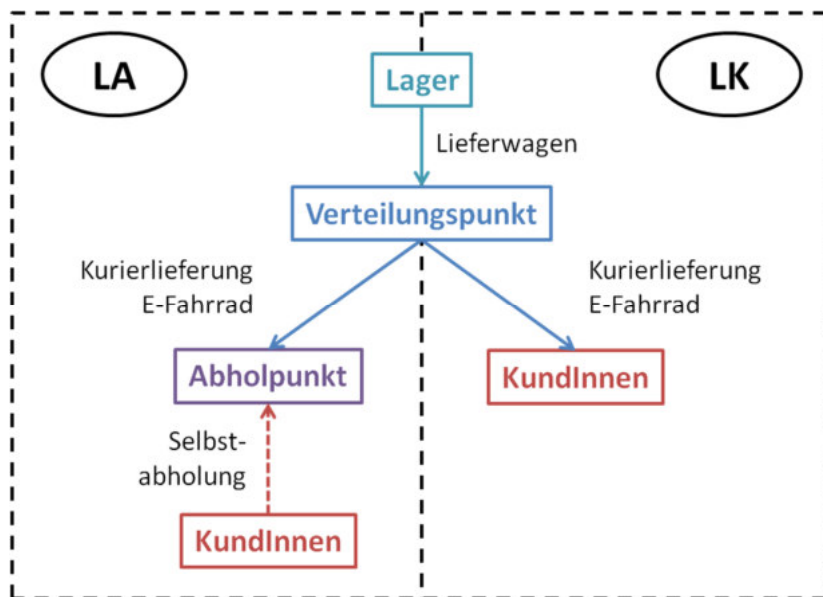 LA
LK
Lager
Lieferwagen
Verteilungspunkt
Kurierlieferung
E-Fahrrad
Kurierlieferung
E-Fahrrad
Abholpunkt
KundInnen
Selbst-
abholung
KundInnen